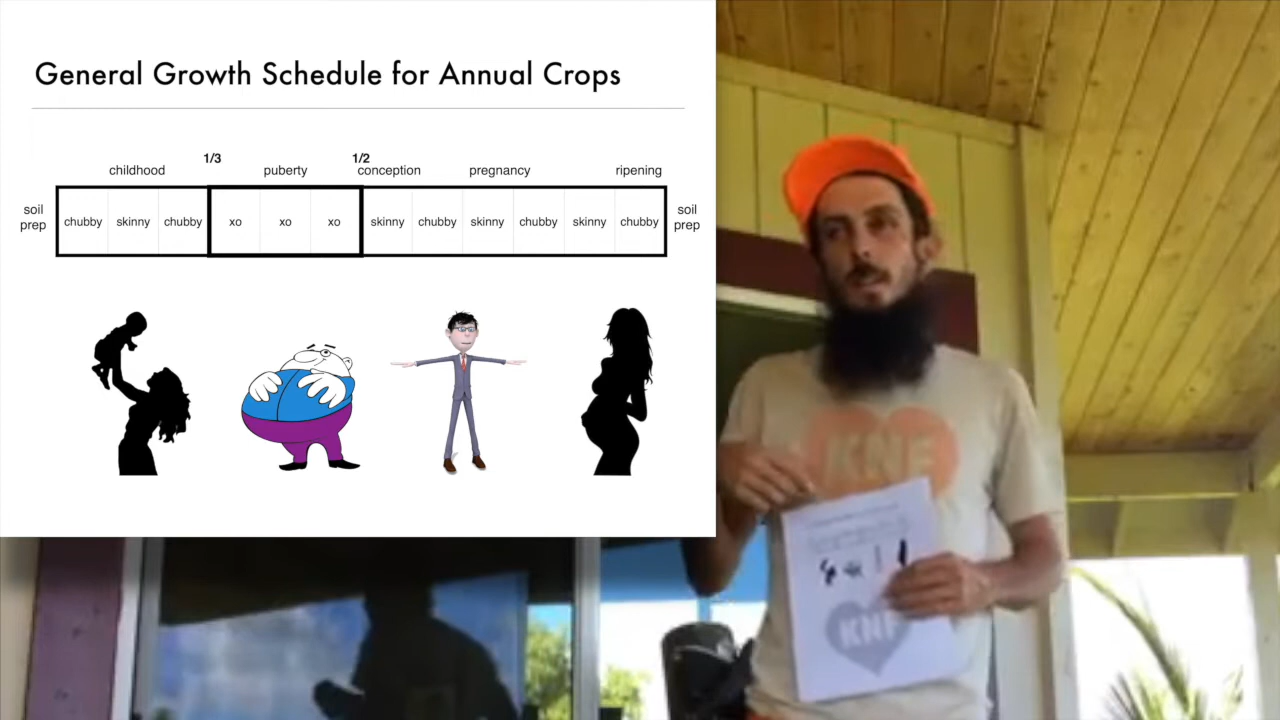 General Growth Schedule for Annual Crops
1/3 1/2
childhood puberty conception pregnancy ripening
soil prep chubby skinny chubby xo xo xo skinny chubby skinny chubby skinny chubby soil prep
KNF
KNF